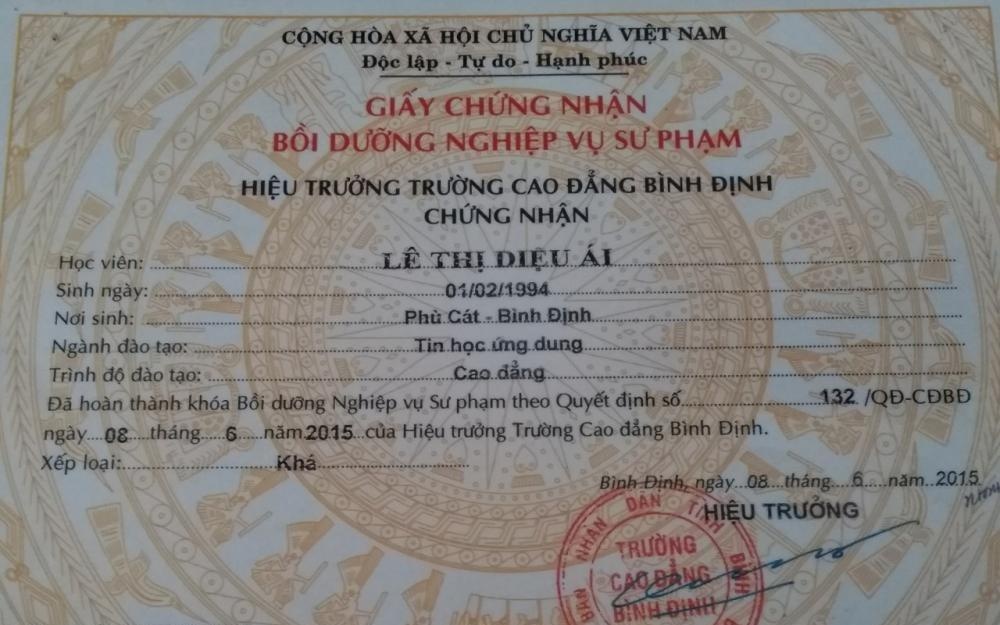 CỘNG HÒA XÃ HỘI CHỦ NGHĨA VIỆT NAM
Độc lập - Tự do - Hạnh phúc
GIẤY CHỨNG NHẬN
BỒI DƯỠNG NGHIỆP VỤ SƯ PHẠM
HIỆU TRƯỞNG TRƯỜNG CAO ĐẲNG BÌNH ĐỊNH
CHỨNG NHẬN
Học viên: LÊ THỊ DIỆU ÁI
Sinh ngày: 01/02/1994
Nơi sinh: Phù Cát - Bình Định
Ngành đào tạo: Tin học ứng dung
Trình độ đào tạo: Cao đẳng
Đã hoàn thành khóa Bồi dưỡng Nghiệp vụ Sư phạm theo Quyết định số 132 /QĐ-CĐBĐ
ngày 08 tháng 6 năm 2015 của Hiệu trưởng Trường Cao đẳng Bình Định.
Xếp loại: Khá
Bình Định, ngày 08 tháng 6 năm 2015
HIỆU TRƯỞNG
NHÂN DÂN TỈNH BÌNH
TRƯỜNG
CAO ĐẲNG
BÌNH ĐỊNH